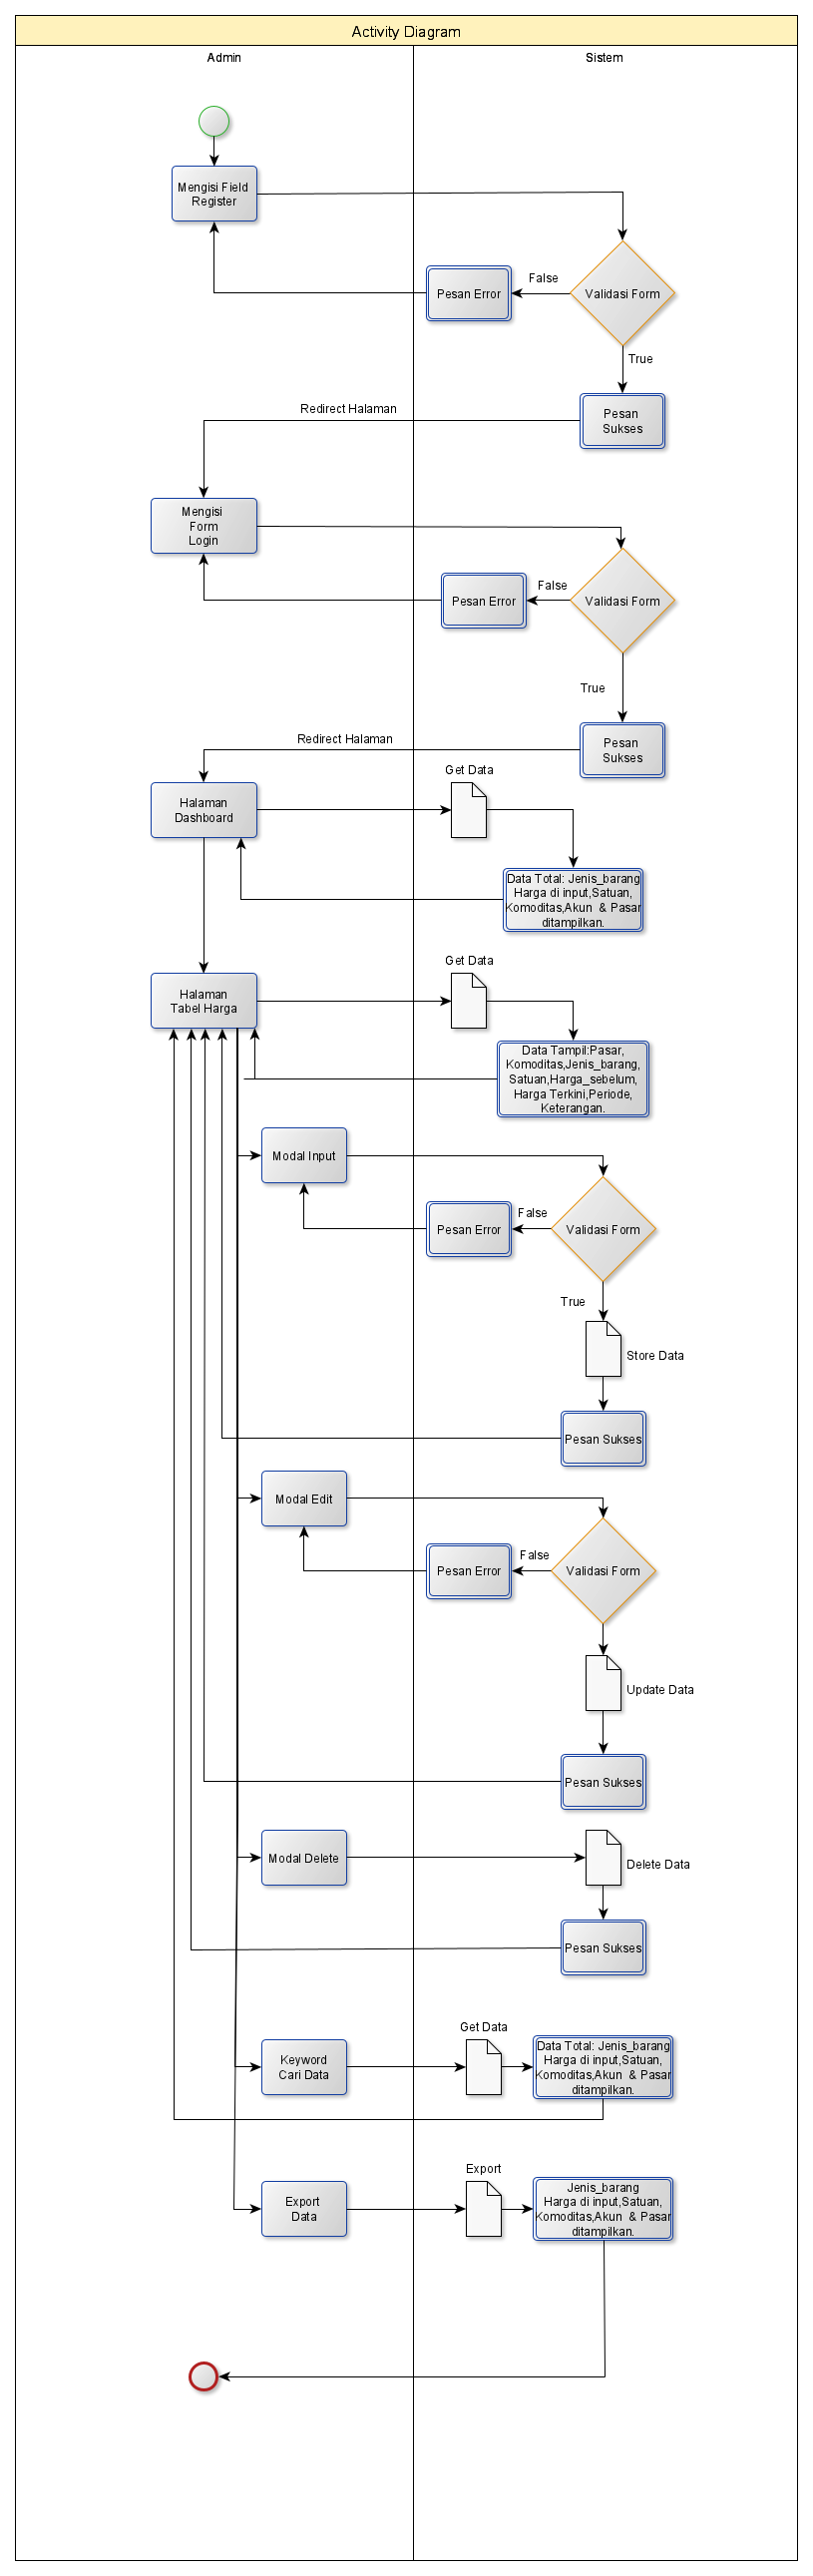 Activity Diagram
Admin
Sistem
Mengisi Field
Register
False
Pesan Error
Validasi Form
True
Redirect Halaman
Pesan
Sukses
Mengisi
Form
Login
False
Pesan Error
Validasi Form
True
Redirect Halaman
Pesan
Sukses
Get Data
Halaman
Dashboard
Data Total: Jenis_barang
Harga di input,Satuan,
Komoditas,Akun & Pasar
ditampilkan.
Get Data
Halaman
Tabel Harga
Data Tampil:Pasar,
Komoditas,Jenis_barang,
Satuan,Harga_sebelum,
Harga Terkini,Periode,
Keterangan.
Modal Input
False
Pesan Error
Validasi Form
True
Store Data
Pesan Sukses
Modal Edit
False
Pesan Error
Validasi Form
Update Data
Pesan Sukses
Modal Delete
Delete Data
Pesan Sukses
Get Data
Keyword
Cari Data
Data Total: Jenis_barang
Harga di input,Satuan,
Komoditas,Akun & Pasar
ditampilkan.
Export
Export
Data
Jenis_barang
Harga di input,Satuan,
Komoditas,Akun & Pasar
ditampilkan.